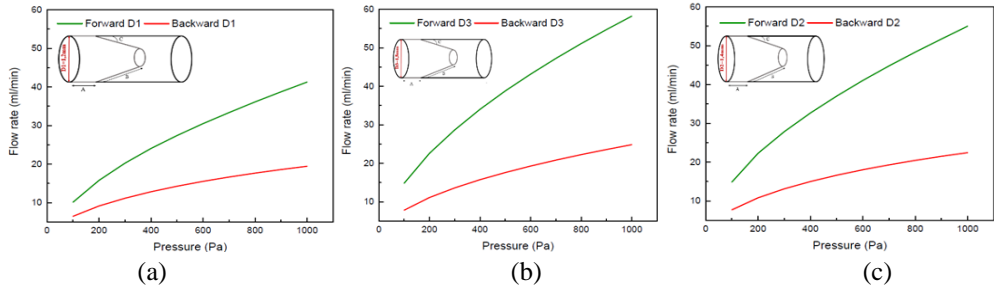 Forward D1
Backward D1
Flow rate (ml/min)
60
50
40
30
20
10
A
B
C
0
200
400
600
800
1000
Pressure (Pa)
(a)
Forward D3
Backward D3
Flow rate (ml/min)
60
50
40
30
20
10
A
0
200
400
600
800
1000
Pressure (Pa)
(b)
Forward D2
Backward D2
Flow rate (ml/min)
60
50
40
30
20
10
A
0
200
400
600
800
1000
Pressure (Pa)
(c)